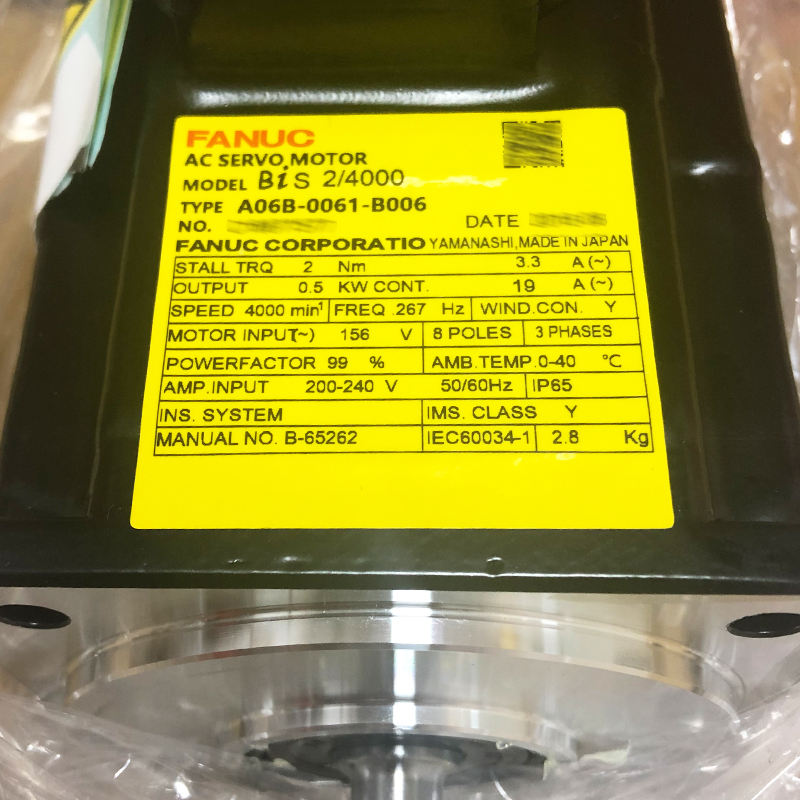 FANUC
AC SERVO MOTOR
MODEL Bis 2/4000
TYPE A06B-0061-B006
NO.
DATE
FANUC CORPORATIO YAMANASHI,MADE IN JAPAN
STALL TRQ 2 Nm 3.3 A(~)
OUTPUT 0.5 KW CONT. 19 A(~)
SPEED 4000 min¹ FREQ.267 Hz WIND.CON. Y
MOTOR INPUT(~) 156 V 8 POLES 3 PHASES
POWERFACTOR 99 % AMB.TEMP.0-40 °C
AMP.INPUT 200-240 V 50/60Hz IP65
INS. SYSTEM IMS. CLASS Y
MANUAL NO. B-65262 IEC60034-1 2.8 Kg